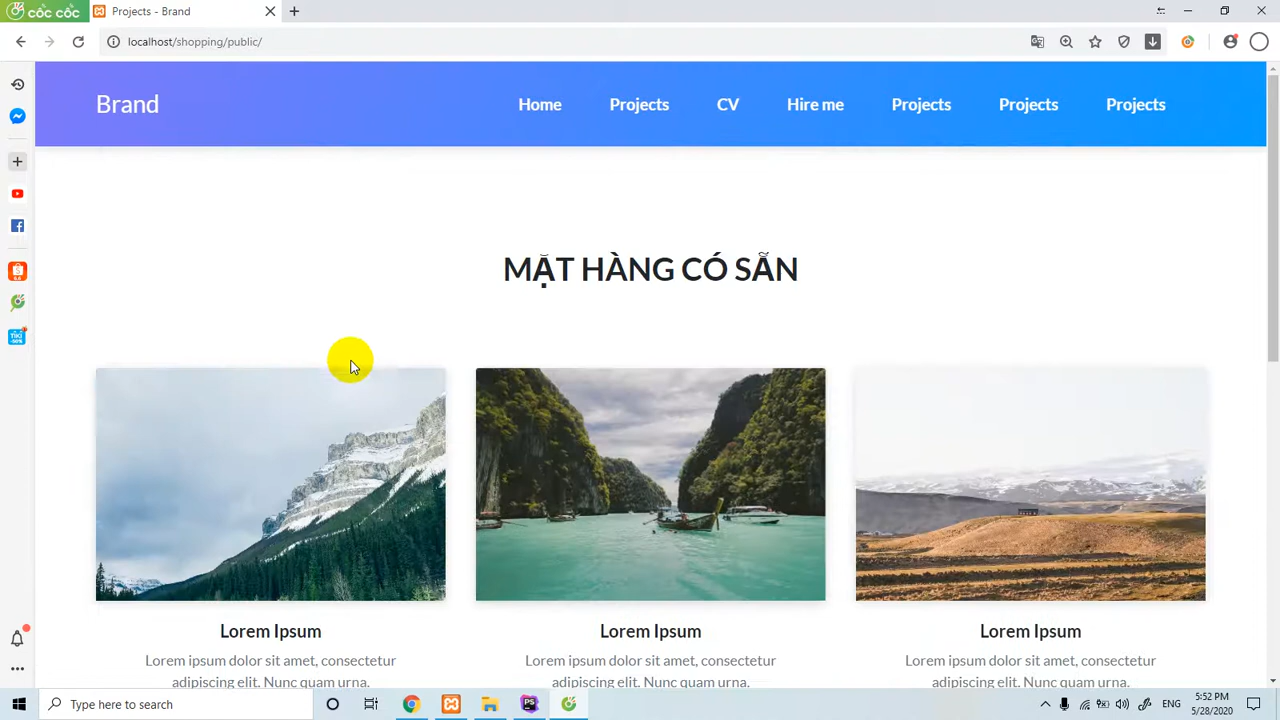 cốc cốc
Projects - Brand
localhost/shopping/public/
Brand
Home
Projects
CV
Hire me
Projects
Projects
Projects
MẶT HÀNG CÓ SẴN
Lorem Ipsum
Lorem ipsum dolor sit amet, consectetur
adipiscing elit. Nunc quam urna.
Lorem Ipsum
Lorem ipsum dolor sit amet, consectetur
adipiscing elit. Nunc quam urna.
Lorem Ipsum
Lorem ipsum dolor sit amet, consectetur
adipiscing elit. Nunc quam urna.
Type here to search
PS
ENG
5:52 PM
5/28/2020